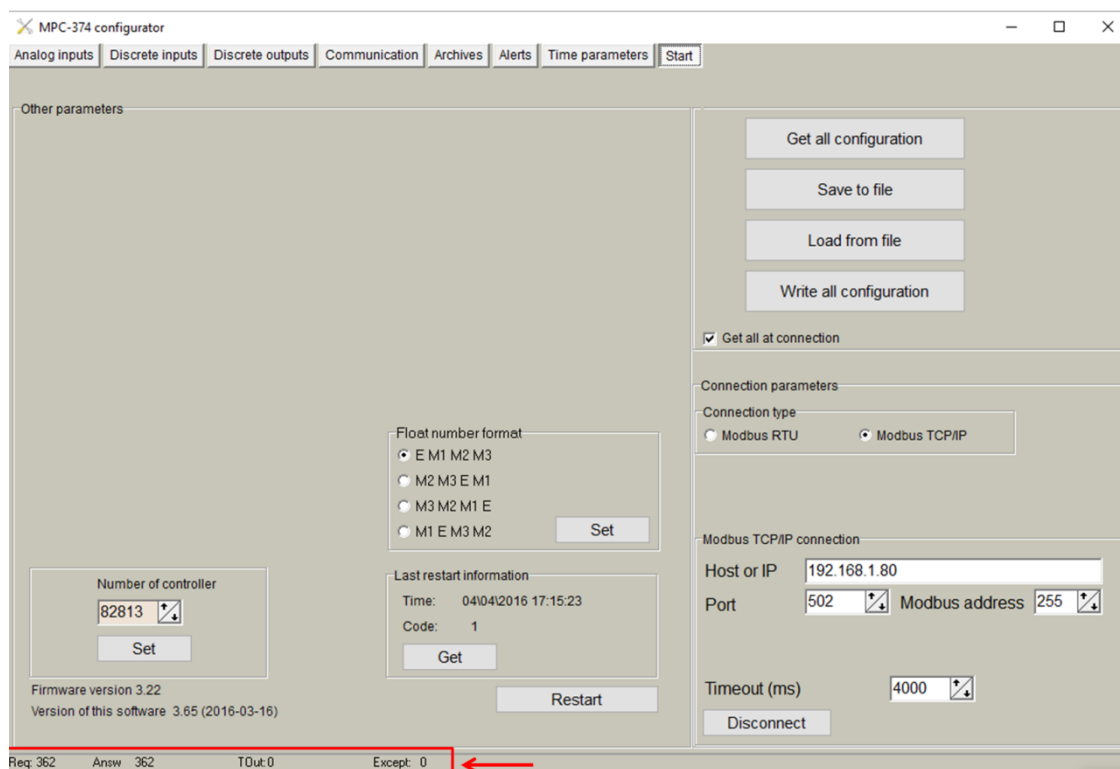 MPC-374 configurator
Analog inputs Discrete inputs Discrete outputs Communication Archives Alerts Time parameters Start
Other parameters
Get all configuration
Save to file
Load from file
Write all configuration
Get all at connection
Connection parameters
Connection type
Modbus RTU Modbus TCP/IP
Float number format
E M1 M2 M3
M2 M3 E M1
M3 M2 M1 E
M1 E M3 M2
Set
Modbus TCP/IP connection
Host or IP 192.168.1.80
Port 502 Modbus address 255
Timeout (ms) 4000
Disconnect
Number of controller
82813
Set
Last restart information
Time: 04\04\2016 17:15:23
Code: 1
Get
Firmware version 3.22
Version of this software 3.65 (2016-03-16)
Restart
Req: 362 Answ 362 TOut:0 Except: 0